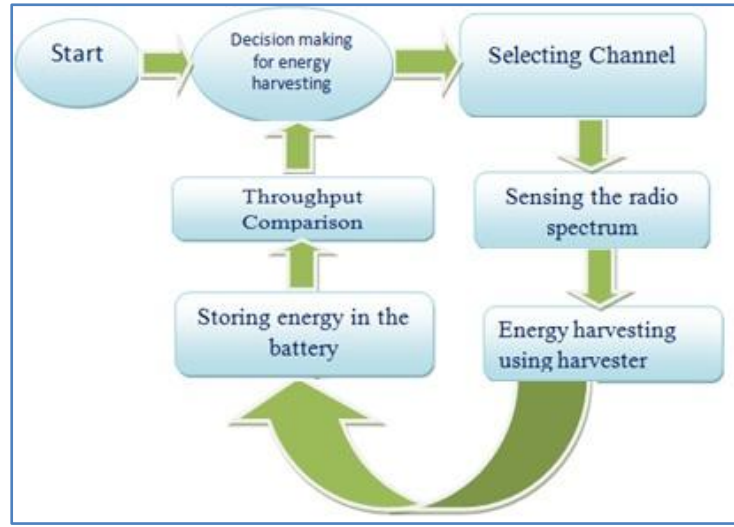 Start
Decision making
for energy
harvesting
Selecting Channel
Sensing the radio
spectrum
Energy harvesting
using harvester
Storing energy in the
battery
Throughput
Comparison